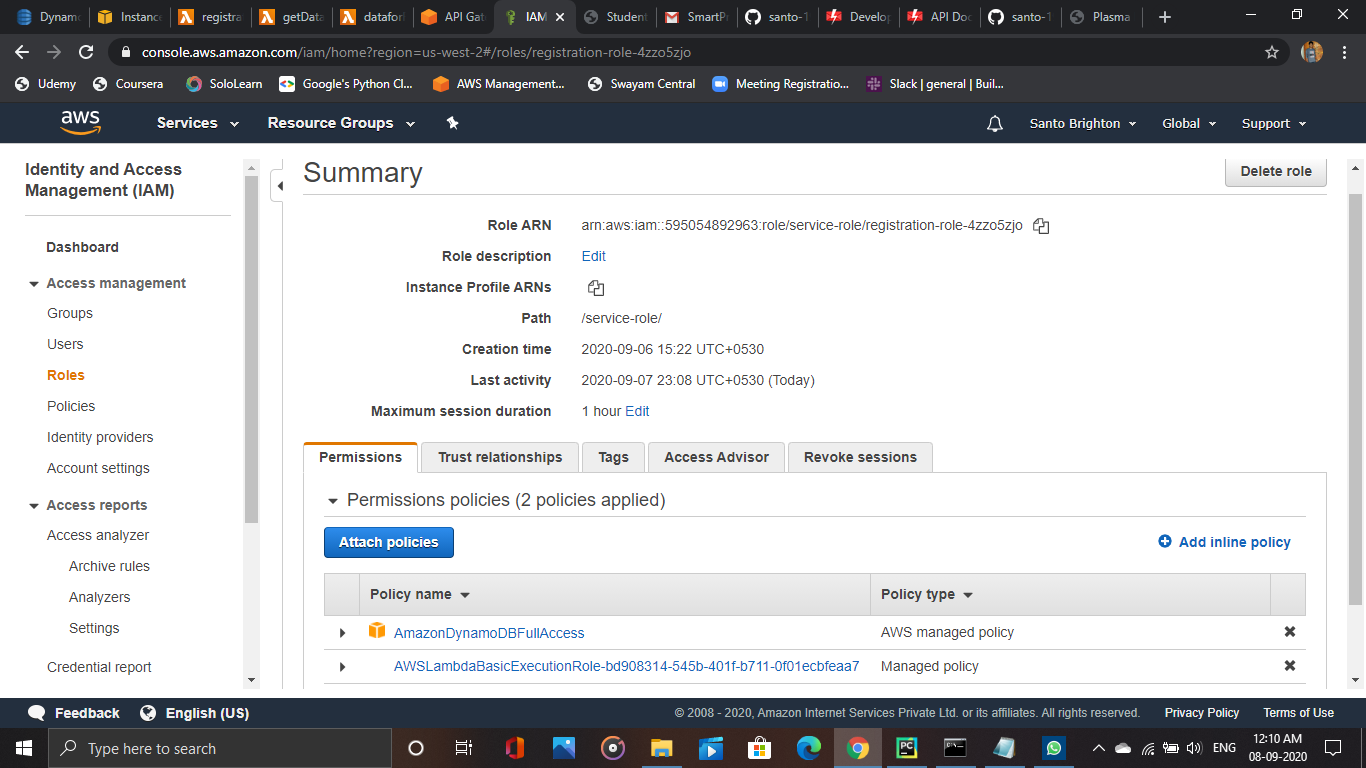 Dynamo
Instanc
registra
getData
datafor
API Gat
IAM
Student
SmartPr
santo-1
Develop
API Doc
santo-1
Plasma
console.aws.amazon.com/iam/home?region=us-west-2#/roles/registration-role-4zzo5zjo
Udemy
Coursera
SoloLearn
Google's Python Cl...
AWS Management...
Swayam Central
Meeting Registratio...
Slack | general | Buil...
aws
Services
Resource Groups
Santo Brighton
Global
Support
Identity and Access
Management (IAM)
Dashboard
Access management
Groups
Users
Roles
Policies
Identity providers
Account settings
Access reports
Access analyzer
Archive rules
Analyzers
Settings
Credential report
Summary
Delete role
Role ARN arn:aws:iam::595054892963:role/service-role/registration-role-4zzo5zjo
Role description Edit
Instance Profile ARNs
Path /service-role/
Creation time 2020-09-06 15:22 UTC+0530
Last activity 2020-09-07 23:08 UTC+0530 (Today)
Maximum session duration 1 hour Edit
Permissions
Trust relationships
Tags
Access Advisor
Revoke sessions
Permissions policies (2 policies applied)
Attach policies
Add inline policy
Policy name
Policy type
AmazonDynamoDBFullAccess AWS managed policy
AWSLambdaBasicExecutionRole-bd908314-545b-401f-b711-0f01ecbfeaa7 Managed policy
Feedback
English (US)
© 2008 - 2020, Amazon Internet Services Private Ltd. or its affiliates. All rights reserved.
Privacy Policy
Terms of Use
Type here to search
PC
ENG
12:10 AM
08-09-2020